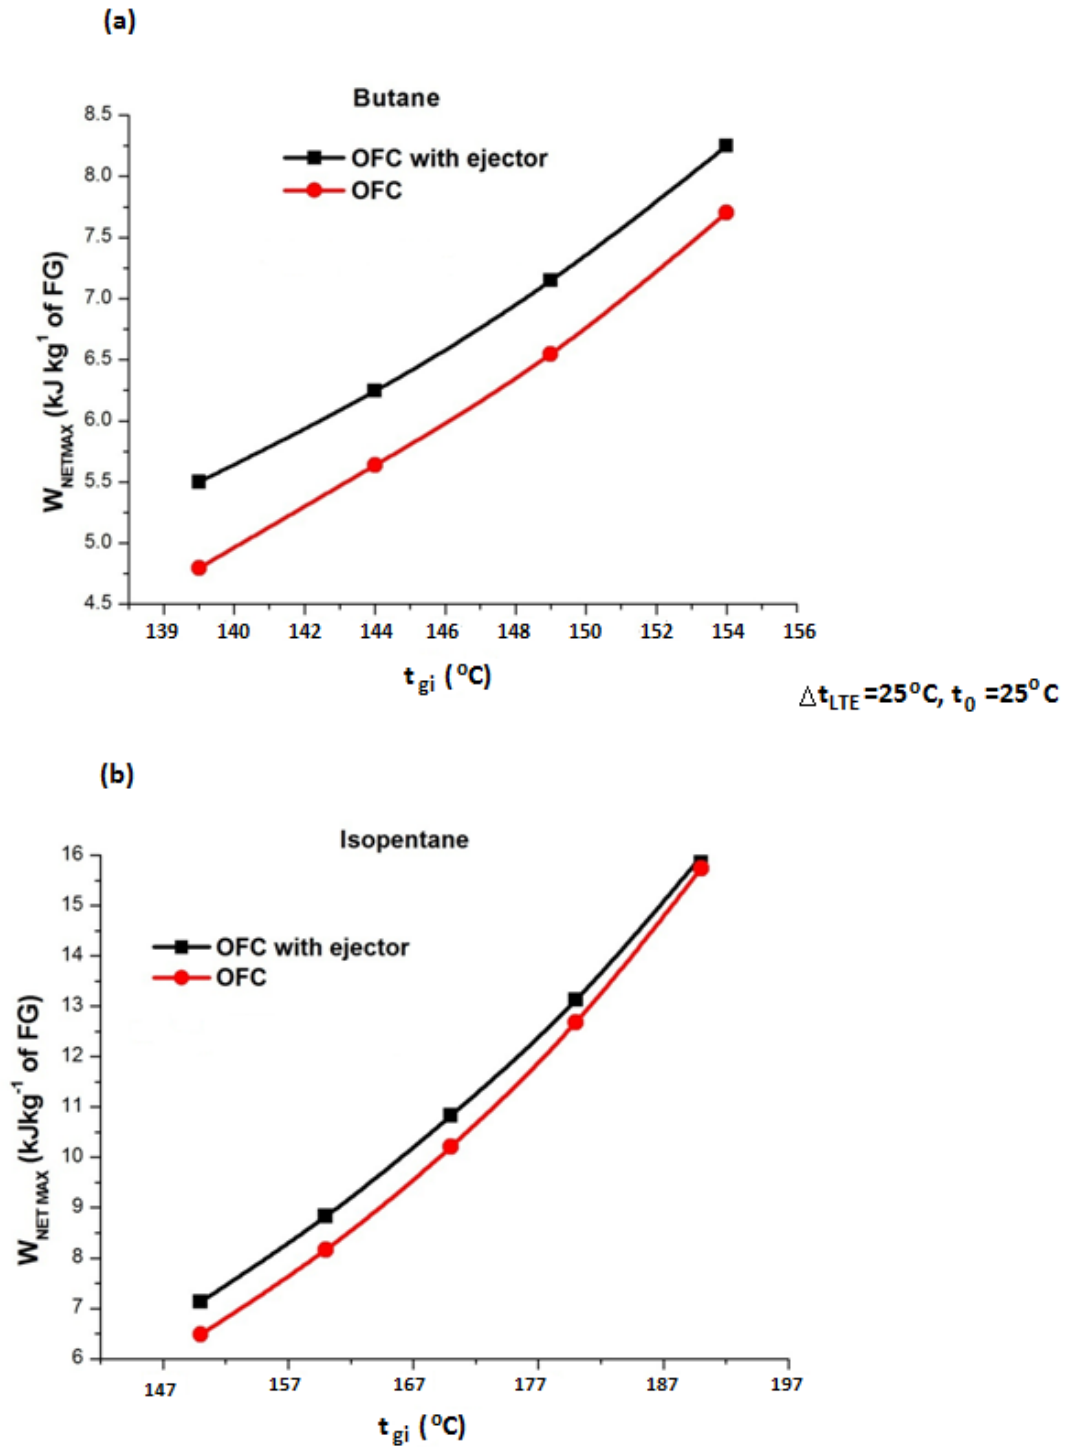 (a)
Butane
OFC with ejector
OFC
8.5
8.0
7.5
7.0
6.5
6.0
5.5
5.0
4.5
W_NETMAX (kJ kg¹ of FG)
139 140 142 144 146 148 150 152 154 156
t_gi (°C)
Δt_LTE =25°C, t_0 =25°C
(b)
Isopentane
OFC with ejector
OFC
16
15
14
13
12
11
10
9
8
7
6
W_NET MAX (kJkg⁻¹ of FG)
147 157 167 177 187 197
t_gi (°C)